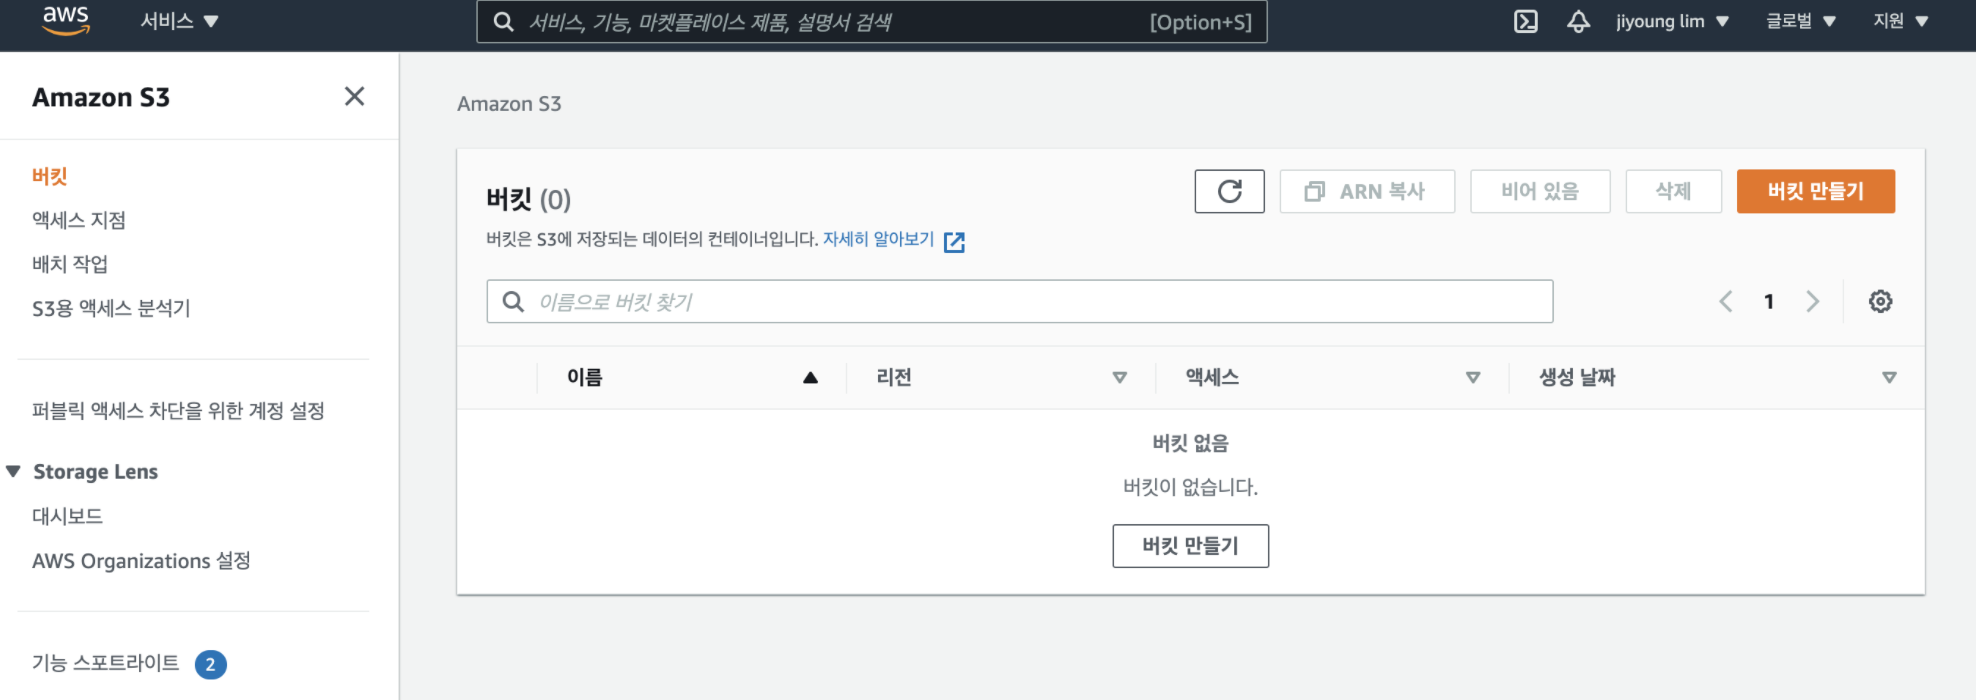 aws 서비스 ▼ 서비스, 기능, 마켓플레이스 제품, 설명서 검색 [Option+S] jiyoung lim ▼ 글로벌 ▼ 지원 ▼
Amazon S3
버킷
액세스 지점
배치 작업
S3용 액세스 분석기
퍼블릭 액세스 차단을 위한 계정 설정
▼ Storage Lens
대시보드
AWS Organizations 설정
기능 스포트라이트 2
Amazon S3
버킷 (0)
ARN 복사 비어 있음 삭제 버킷 만들기
버킷은 S3에 저장되는 데이터의 컨테이너입니다. 자세히 알아보기
이름으로 버킷 찾기 1
이름 리전 액세스 생성 날짜
버킷 없음
버킷이 없습니다.
버킷 만들기